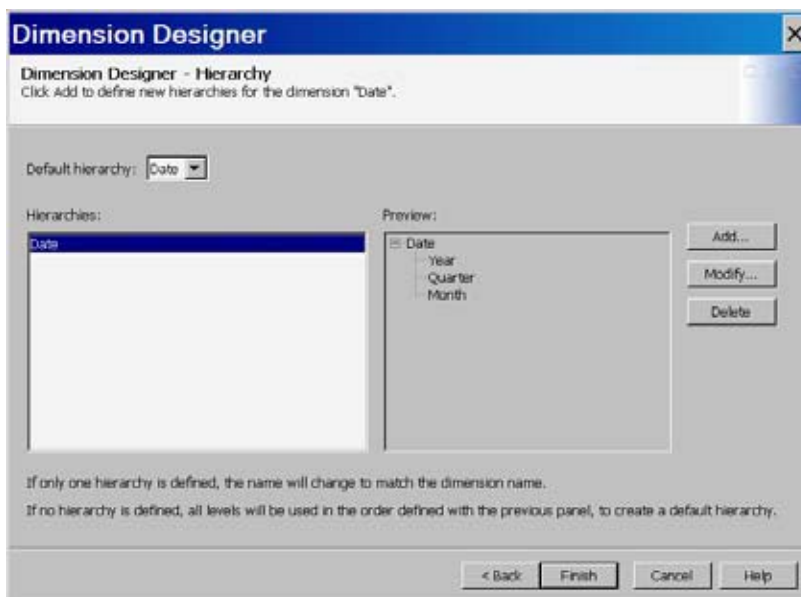 Dimension Designer
Dimension Designer - Hierarchy
Click Add to define new hierarchies for the dimension "Date".
Default hierarchy: Date
Hierarchies:
Date
Preview:
Date
Year
Quarter
Month
Add...
Modify...
Delete
If only one hierarchy is defined, the name will change to match the dimension name.
If no hierarchy is defined, all levels will be used in the order defined with the previous panel, to create a default hierarchy.
< Back Finish Cancel Help